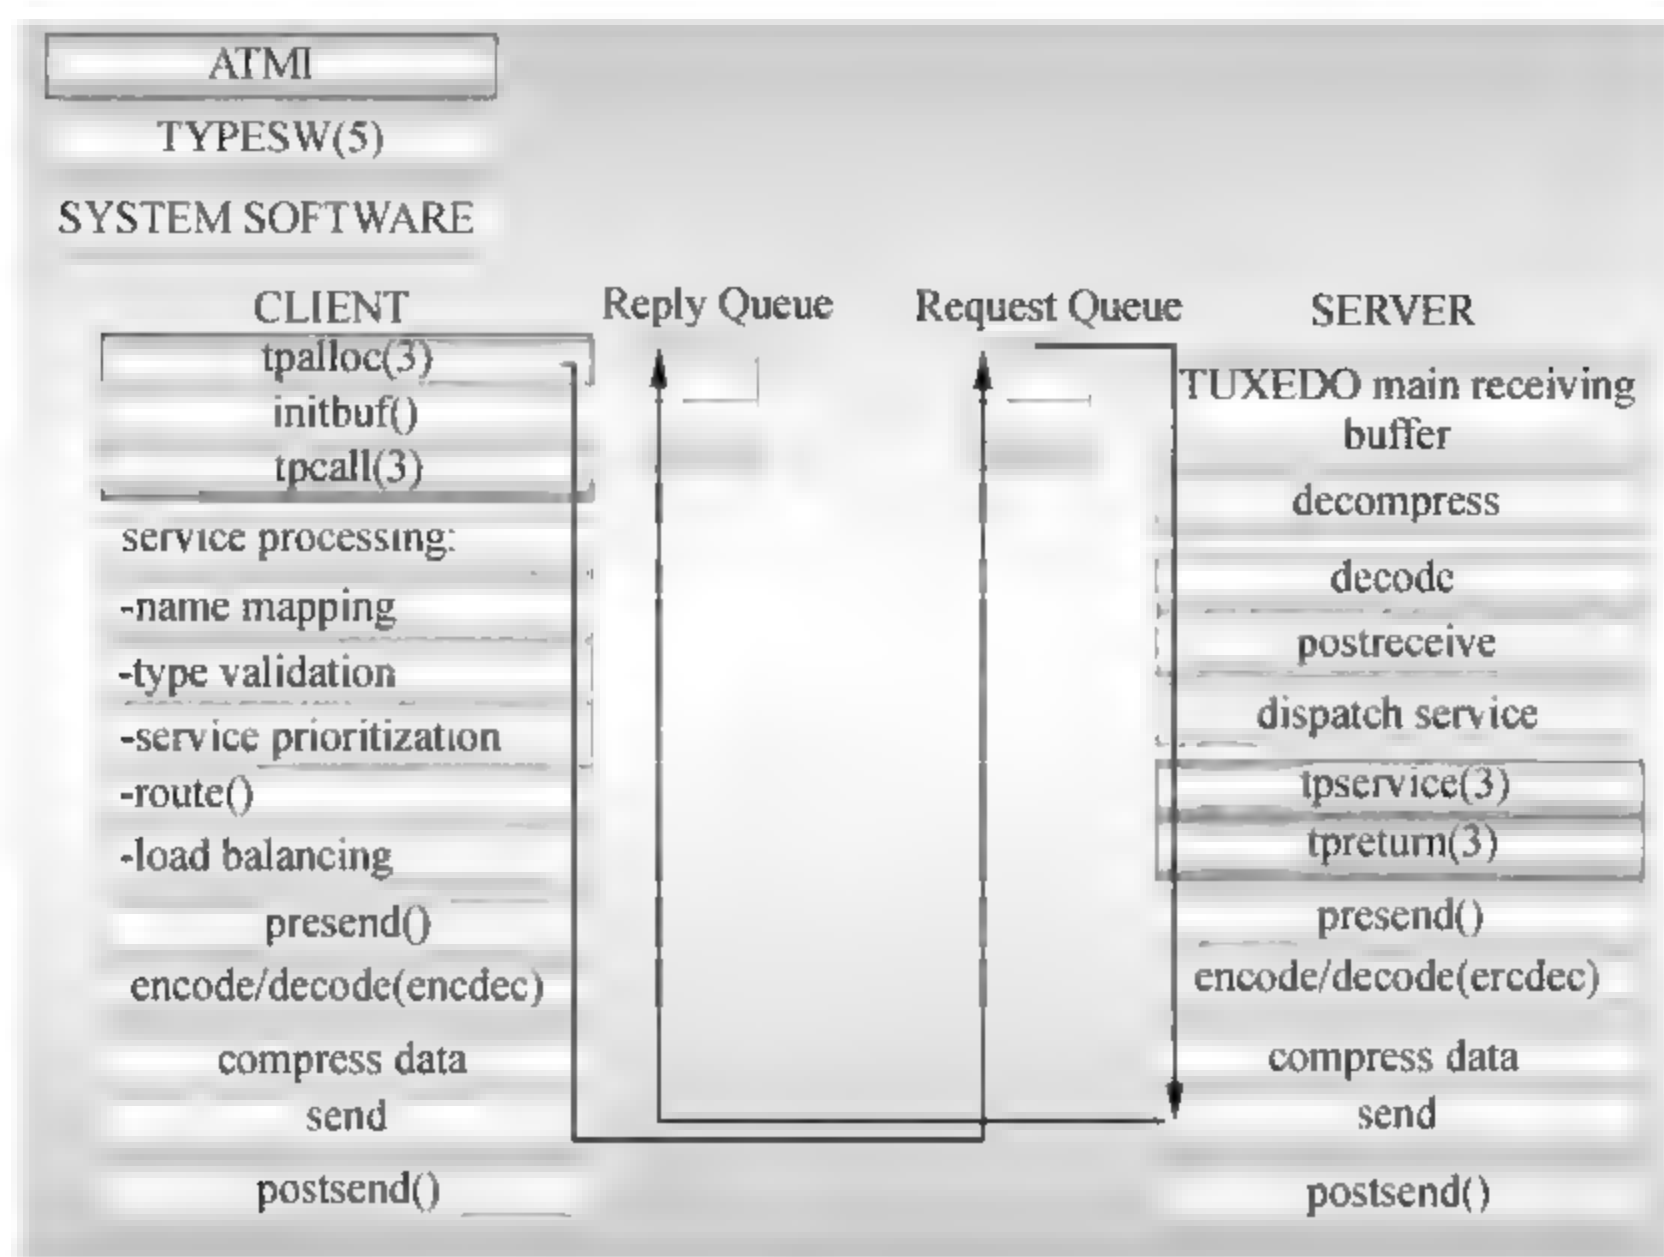 ATMI
TYPESW(5)
SYSTEM SOFTWARE
CLIENT
tpalloc(3)
initbuf()
tpcall(3)
service processing:
-name mapping
-type validation
-service prioritization
-route()
-load balancing
presend()
encode/decode(encdec)
compress data
send
postsend()
Reply Queue
Request Queue
SERVER
TUXEDO main receiving
buffer
decompress
decode
postreceive
dispatch service
tpservice(3)
tpreturn(3)
presend()
encode/decode(ercdec)
compress data
send
postsend()